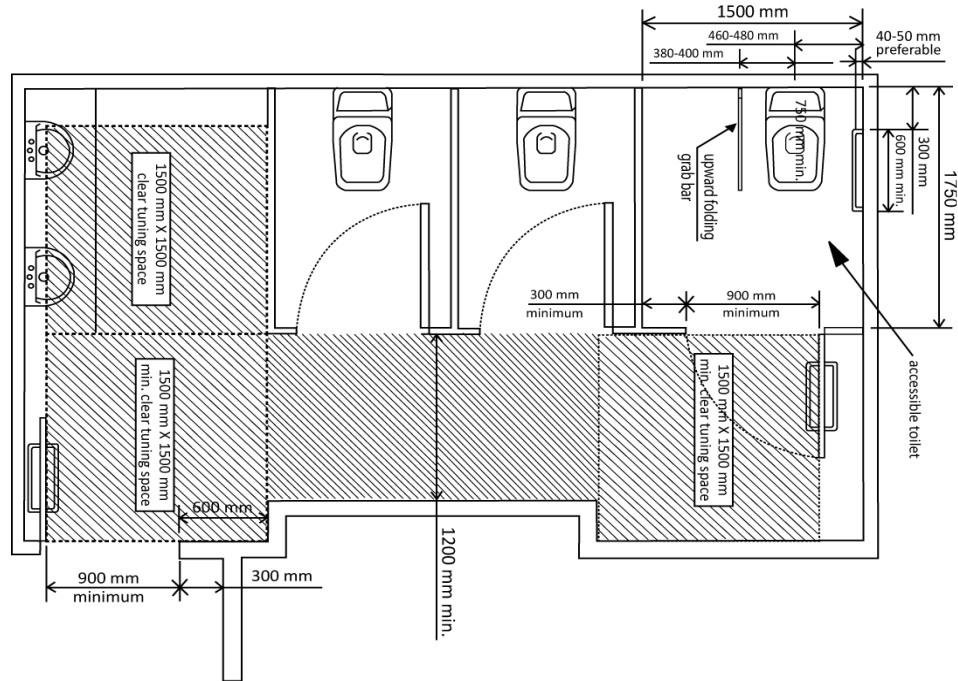 1500 mm
460-480 mm
40-50 mm
preferable
380-400 mm
750 mm min.
300 mm
600 mm min.
1750 mm
upward folding
grab bar
1500 mm X 1500 mm
clear tuning space
300 mm
minimum
900 mm
minimum
accessible toilet
1500 mm X 1500 mm
min. clear tuning space
1500 mm X 1500 mm
min. clear tuning space
600 mm
900 mm
minimum
300 mm
1200 mm min.